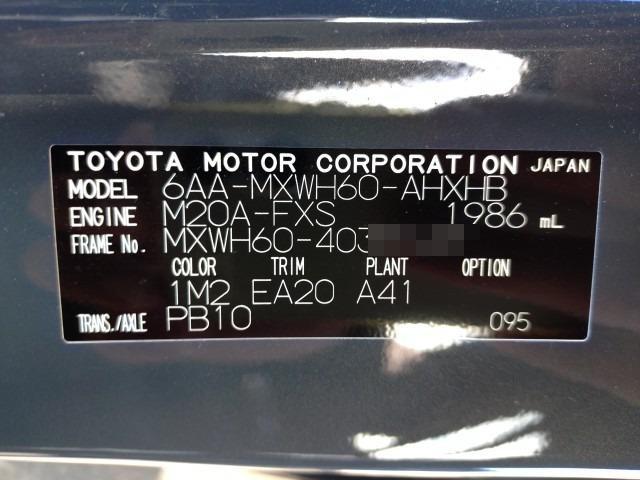 TOYOTA MOTOR CORPORATION JAPAN
MODEL 6AA-MXWH60-AHXHB
ENGINE M20A-FXS 1986 mL
FRAME No. MXWH60-403
COLOR TRIM PLANT OPTION
1M2 EA20 A41
TRANS./AXLE PB10 095